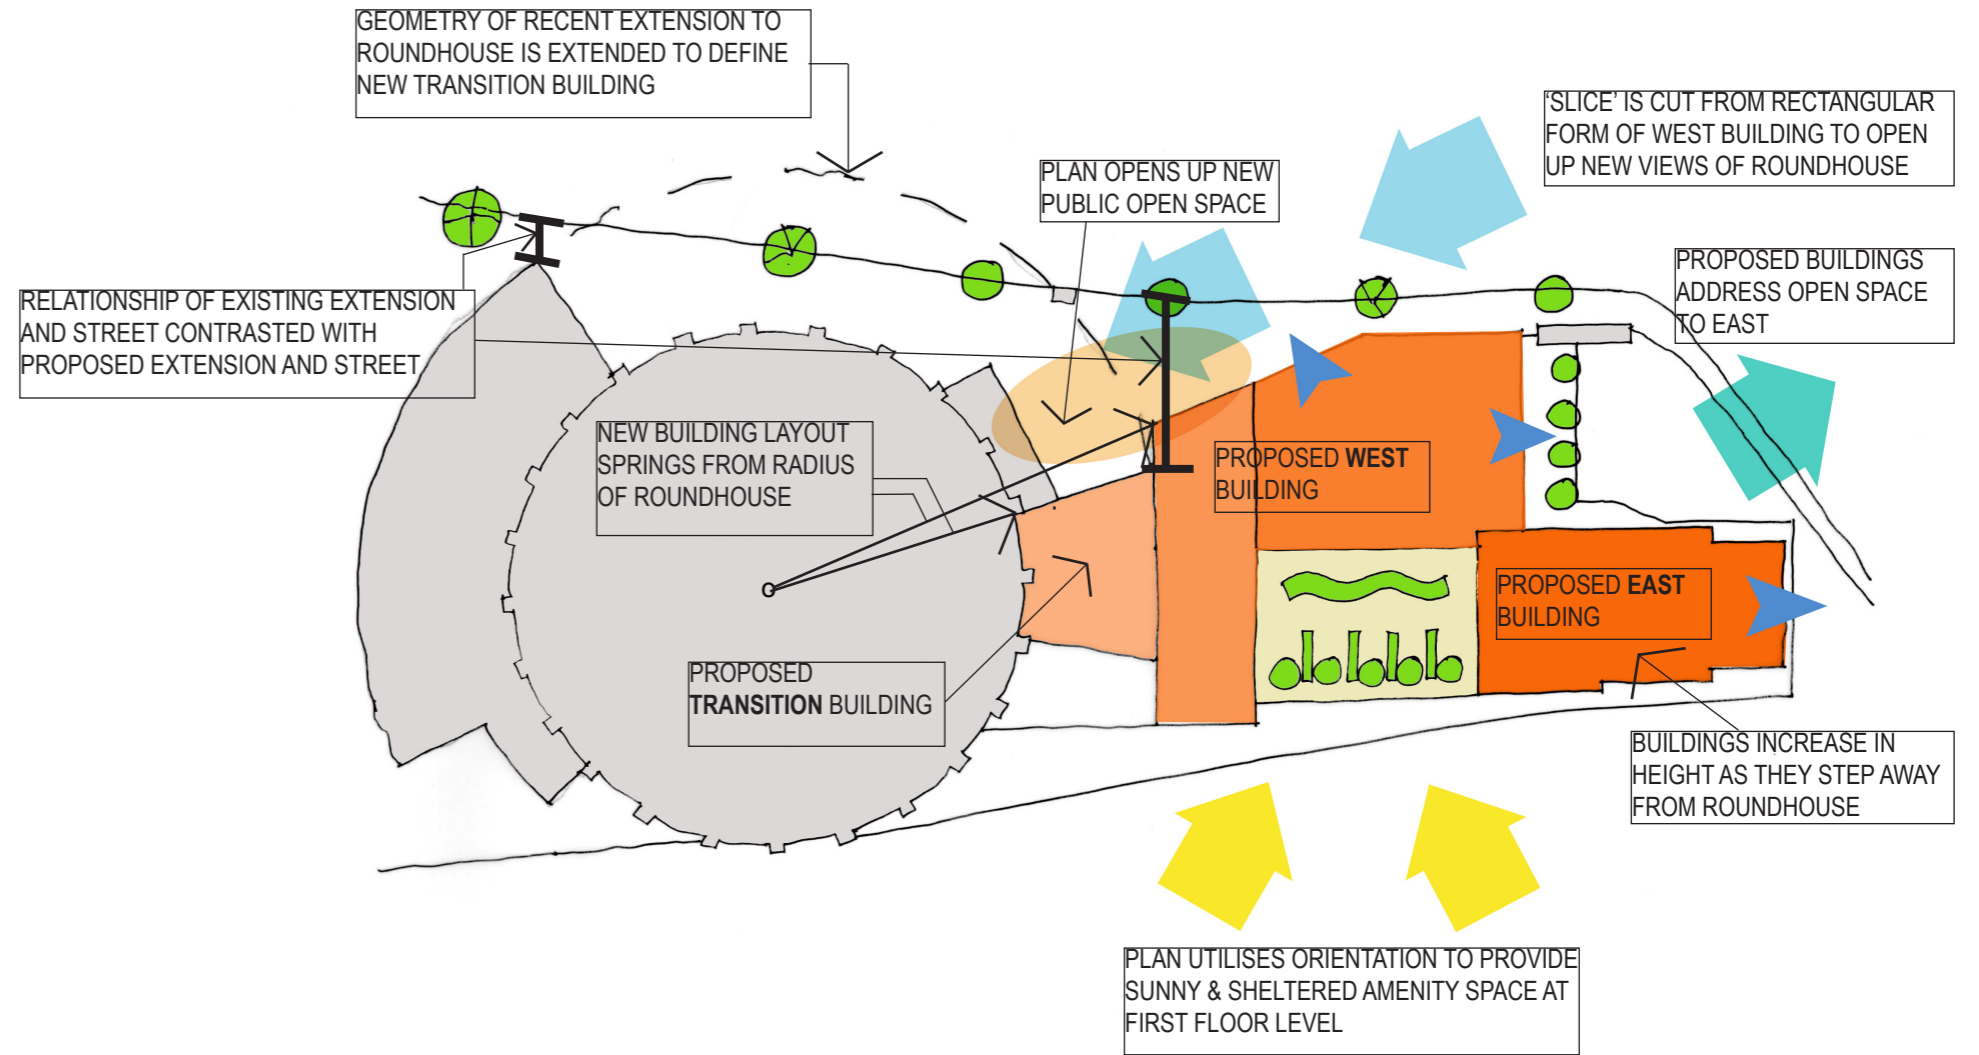 GEOMETRY OF RECENT EXTENSION TO
ROUNDHOUSE IS EXTENDED TO DEFINE
NEW TRANSITION BUILDING
‘SLICE’ IS CUT FROM RECTANGULAR
FORM OF WEST BUILDING TO OPEN
UP NEW VIEWS OF ROUNDHOUSE
PLAN OPENS UP NEW
PUBLIC OPEN SPACE
PROPOSED BUILDINGS
ADDRESS OPEN SPACE
TO EAST
RELATIONSHIP OF EXISTING EXTENSION
AND STREET CONTRASTED WITH
PROPOSED EXTENSION AND STREET
NEW BUILDING LAYOUT
SPRINGS FROM RADIUS
OF ROUNDHOUSE
PROPOSED WEST
BUILDING
PROPOSED EAST
BUILDING
PROPOSED
TRANSITION BUILDING
BUILDINGS INCREASE IN
HEIGHT AS THEY STEP AWAY
FROM ROUNDHOUSE
PLAN UTILISES ORIENTATION TO PROVIDE
SUNNY & SHELTERED AMENITY SPACE AT
FIRST FLOOR LEVEL